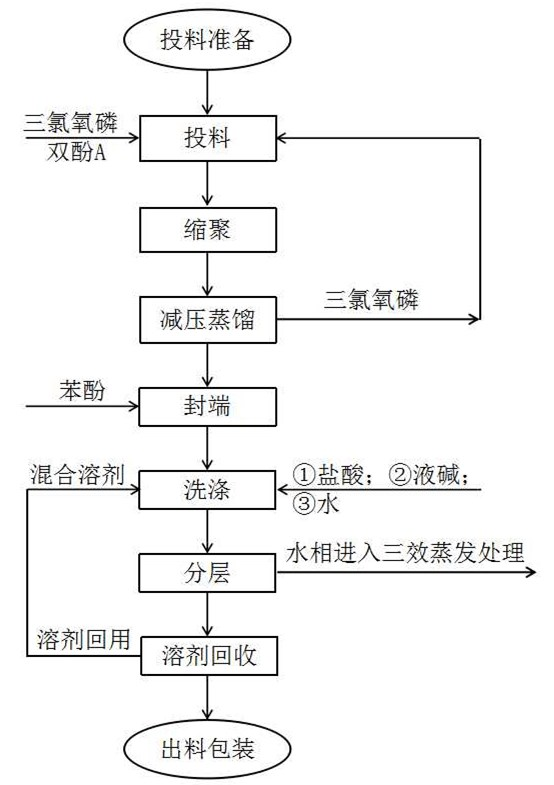 投料准备
三氯氧磷
双酚A
投料
缩聚
减压蒸馏
三氯氧磷
苯酚
封端
混合溶剂
洗涤
①盐酸；②液碱；
③水
分层
水相进入三效蒸发处理
溶剂回用
溶剂回收
出料包装